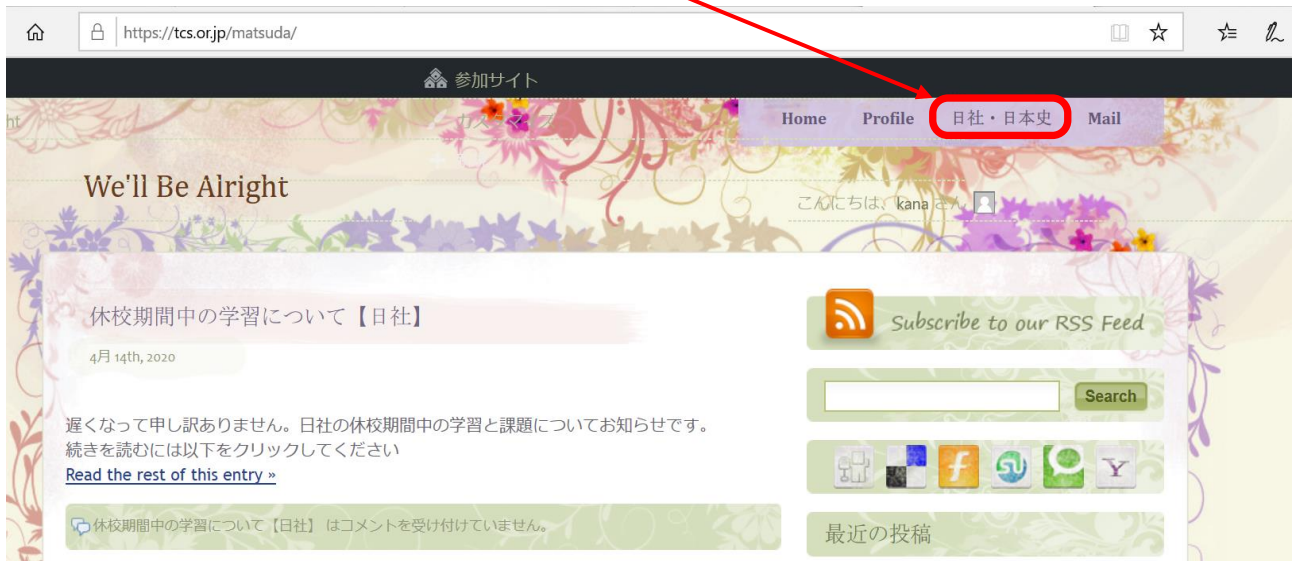 https://tcs.or.jp/matsuda/
参加サイト
ht
カスタマイズ
Home Profile 日社・日本史 Mail
We'll Be Alright
こんにちは、kana さん
休校期間中の学習について【日社】
4月 14th, 2020
Subscribe to our RSS Feed
Search
遅くなって申し訳ありません。日社の休校期間中の学習と課題についてお知らせです。
続きを読むには以下をクリックしてください
Read the rest of this entry »
休校期間中の学習について【日社】 はコメントを受け付けていません。
最近の投稿